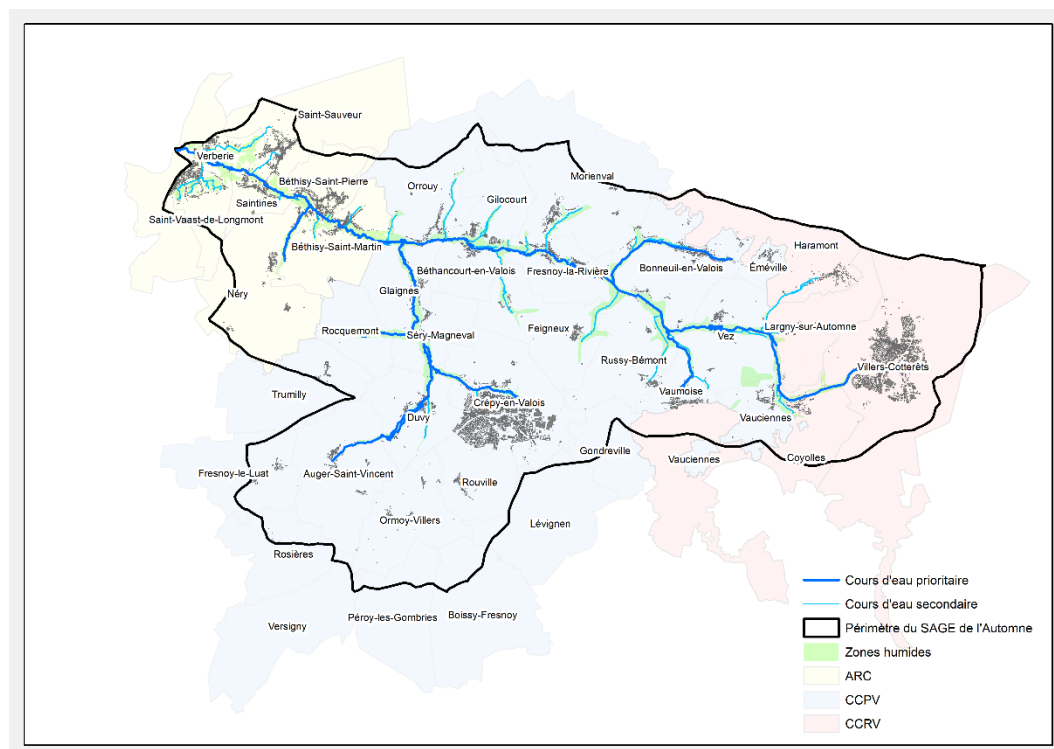 Saint-Sauveur
Verberie
Béthisy-Saint-Pierre
Orrouy
Morienval
Saintines
Gilocourt
Saint-Vaast-de-Longmont
Béthisy-Saint-Martin
Haramont
Béthancourt-en-Valois
Fresnoy-la-Rivière
Bonneuil-en-Valois
Éméville
Néry
Glaignes
Rocquemont
Séry-Magneval
Feigneux
Vez
Largny-sur-Automne
Russy-Bémont
Villers-Cotterêts
Trumilly
Vaumoise
Crépy-en-Valois
Duvy
Vauciennes
Gondreville
Vauciennes
Coyolles
Fresnoy-le-Luat
Auger-Saint-Vincent
Rouville
Ormoy-Villers
Lévignen
Rosières
Versigny
Péroy-les-Gombries
Boissy-Fresnoy
Cours d'eau prioritaire
Cours d'eau secondaire
Périmètre du SAGE de l'Automne
Zones humides
ARC
CCPV
CCRV